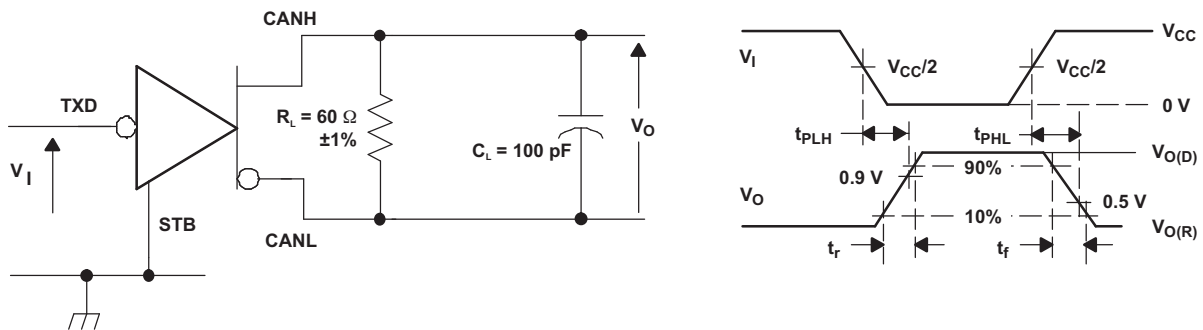 CANH
TXD
R_L = 60 Ω
±1%
C_L = 100 pF
V_O
V_I
STB
CANL
V_I
V_CC
V_CC/2
V_CC/2
0 V
t_PLH
t_PHL
V_O(D)
90%
0.9 V
V_O
0.5 V
10%
V_O(R)
t_r
t_f